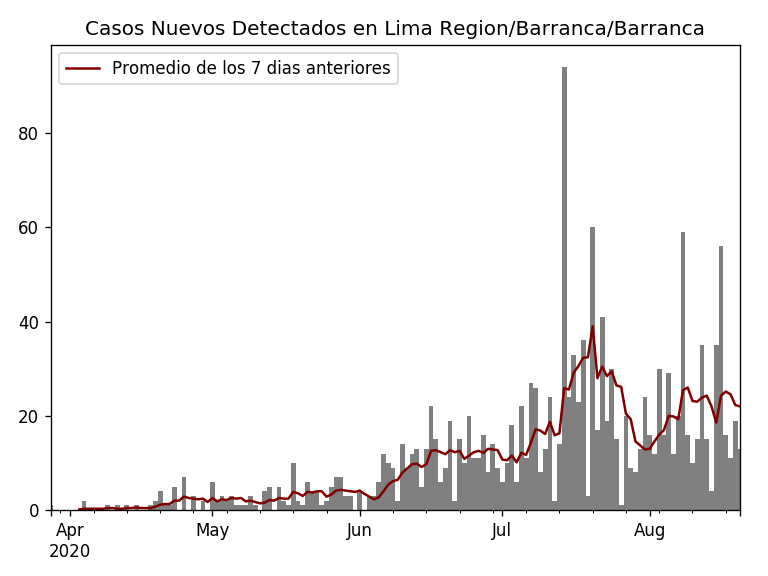 Casos Nuevos Detectados en Lima Region/Barranca/Barranca
Promedio de los 7 dias anteriores
80
60
40
20
0
Apr May Jun Jul Aug
2020